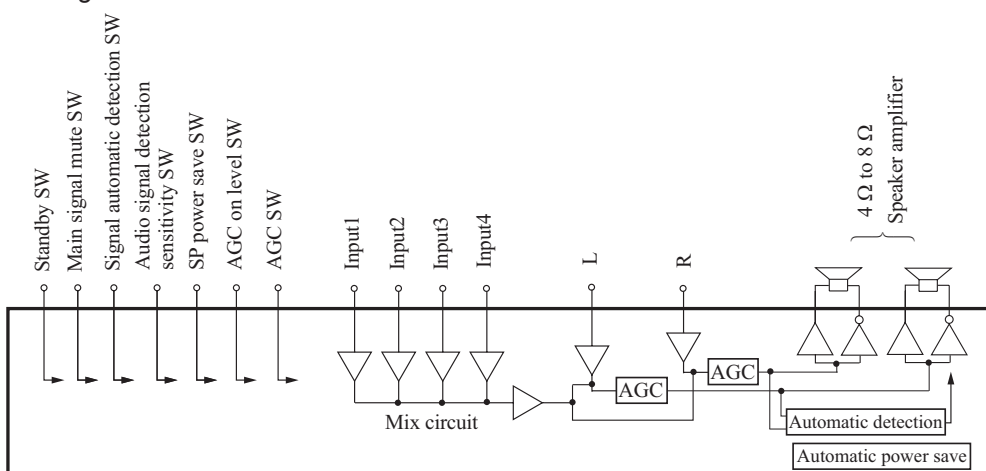 Standby SW
Main signal mute SW
Signal automatic detection SW
Audio signal detection
sensitivity SW
SP power save SW
AGC on level SW
AGC SW
Input1
Input2
Input3
Input4
L
R
4 Ω to 8 Ω
Speaker amplifier
AGC
AGC
Mix circuit
Automatic detection
Automatic power save